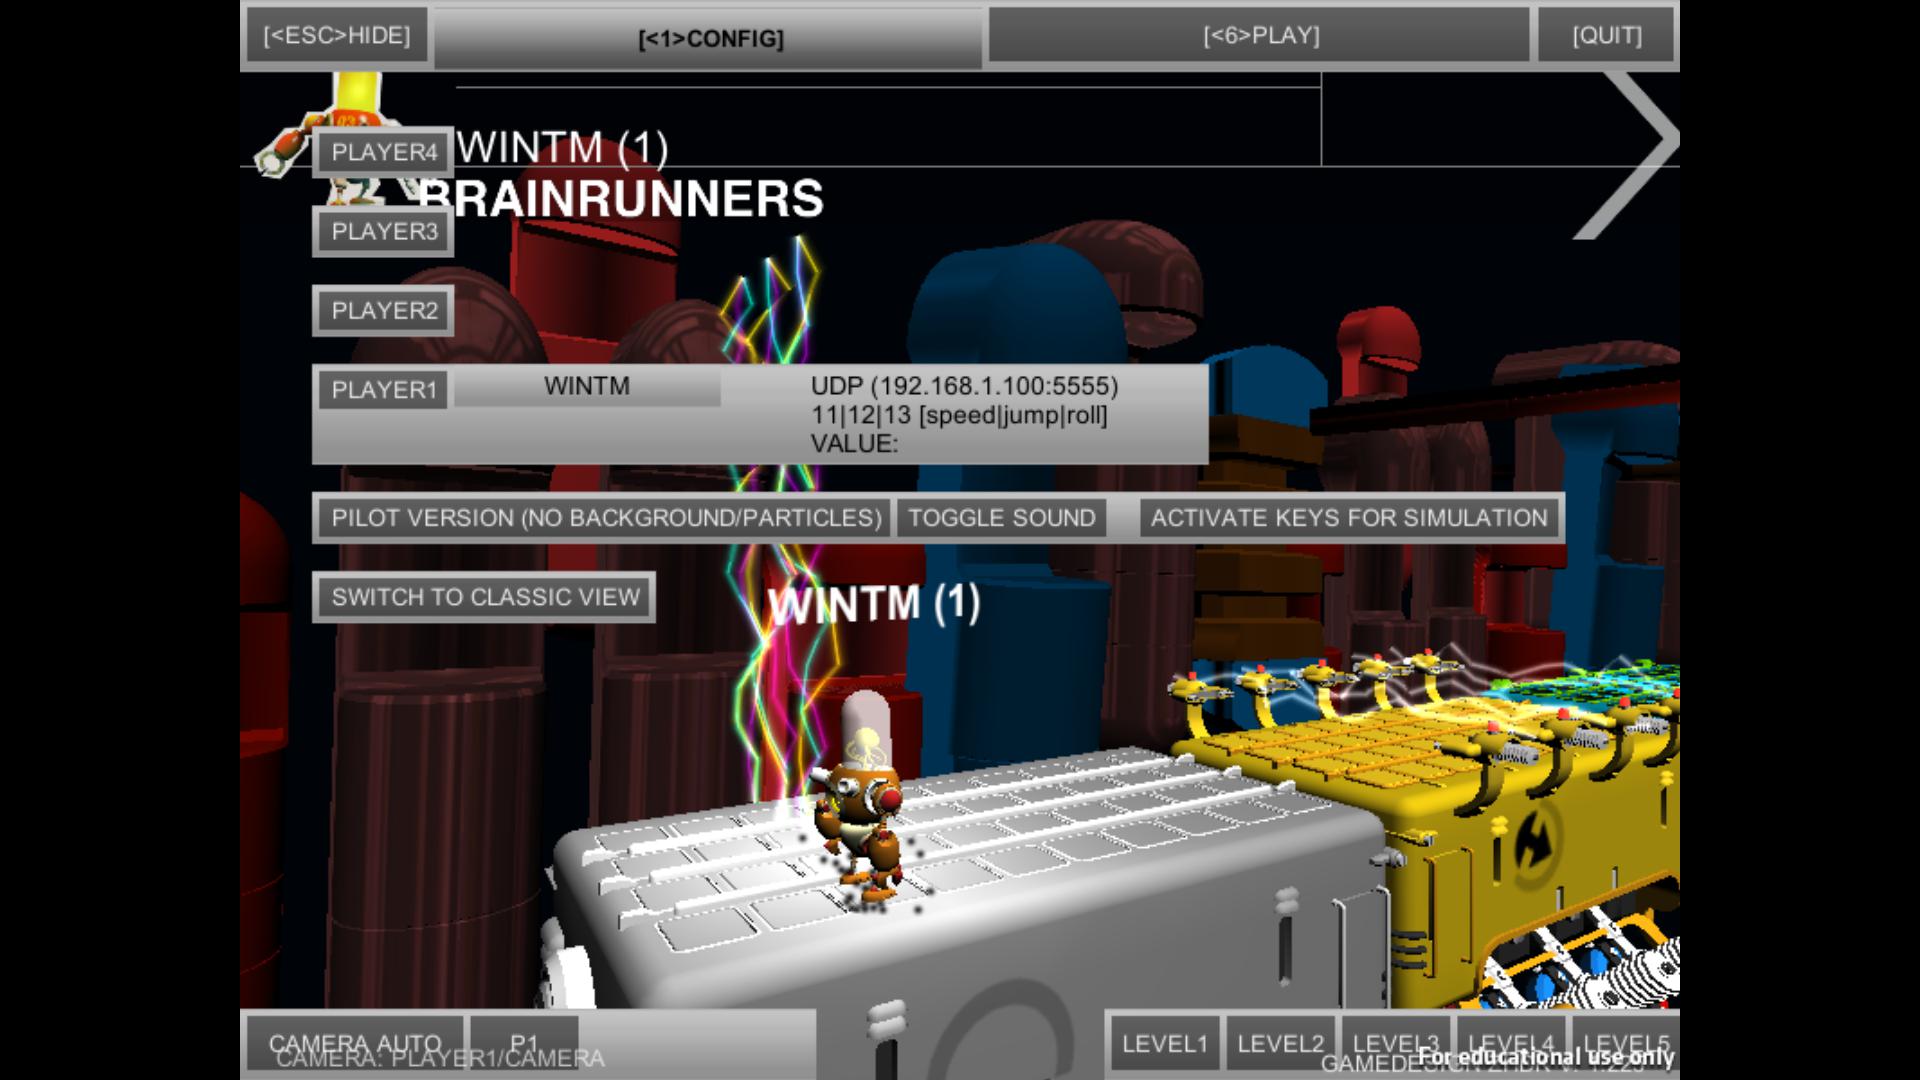 [<ESC>HIDE] [<1>CONFIG] [<6>PLAY] [QUIT]
PLAYER4 WINTM (1)
BRAINRUNNERS
PLAYER3
PLAYER2
PLAYER1 WINTM UDP (192.168.1.100:5555)
11|12|13 [speed|jump|roll]
VALUE:
PILOT VERSION (NO BACKGROUND/PARTICLES) TOGGLE SOUND ACTIVATE KEYS FOR SIMULATION
SWITCH TO CLASSIC VIEW
WINTM (1)
CAMERA AUTO P1 LEVEL1 LEVEL2 LEVEL3 LEVEL4 LEVEL5
CAMERA: PLAYER1/CAMERA
For educational use only
GAMEDESIGN